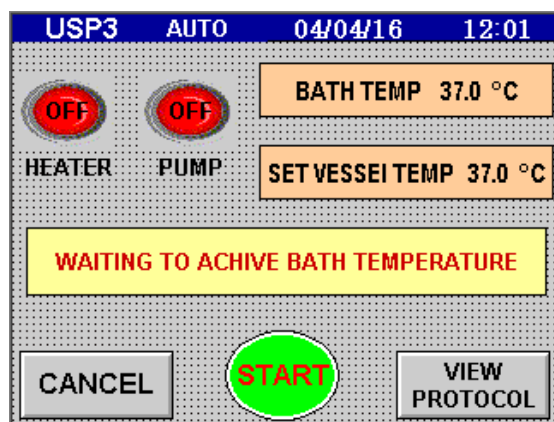 USP3 AUTO 04/04/16 12:01
OFF OFF BATH TEMP 37.0 °C
HEATER PUMP SET VESSEI TEMP 37.0 °C
WAITING TO ACHIVE BATH TEMPERATURE
CANCEL START VIEW
PROTOCOL